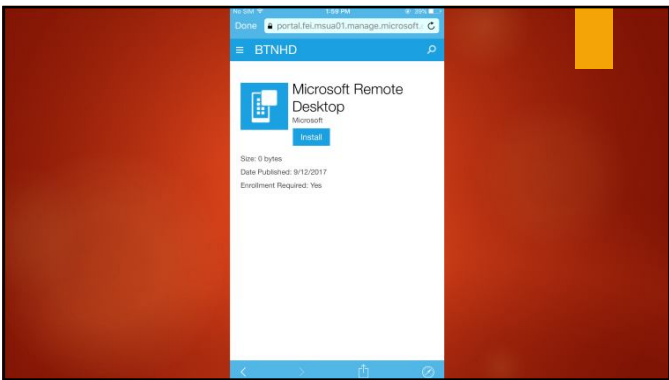 No SIM 1:59 PM 39%
Done portal.fei.msua01.manage.microsoft.
BTNHD
Microsoft Remote
Desktop
Microsoft
Install
Size: 0 bytes
Date Published: 9/12/2017
Enrollment Required: Yes